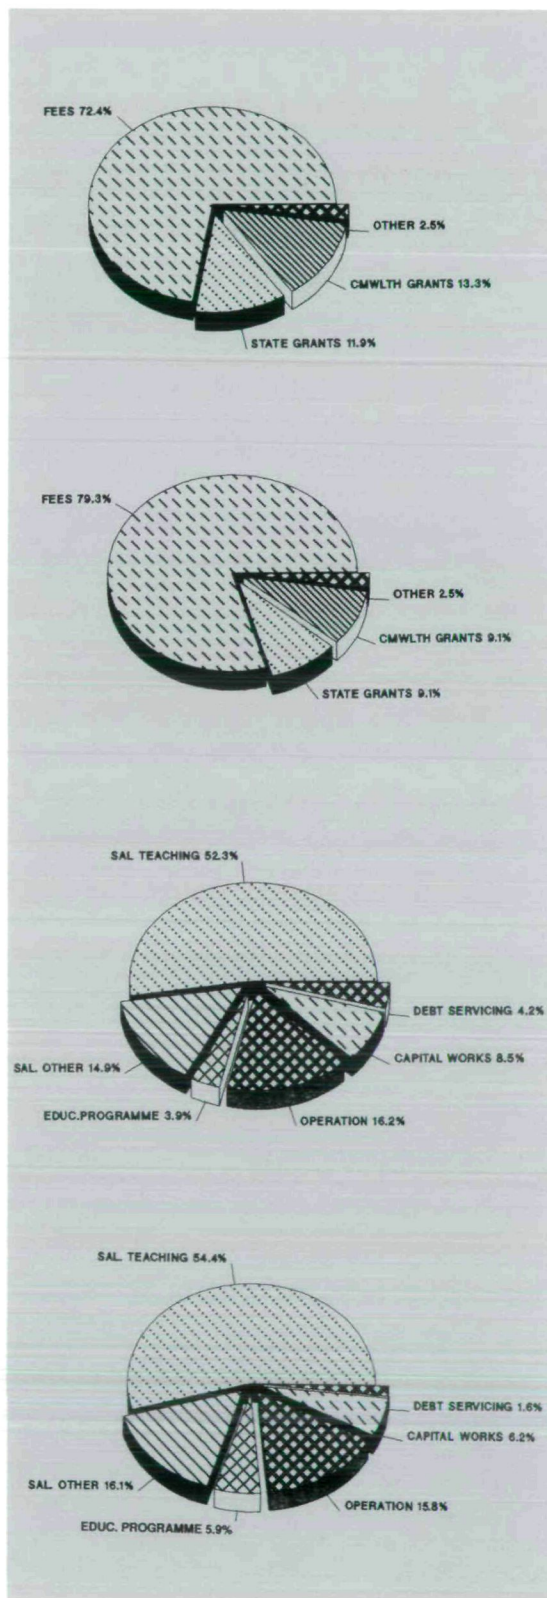 FEES 72.4%
OTHER 2.5%
CMWLTH GRANTS 13.3%
STATE GRANTS 11.9%
FEES 79.3%
OTHER 2.5%
CMWLTH GRANTS 9.1%
STATE GRANTS 9.1%
SAL TEACHING 52.3%
DEBT SERVICING 4.2%
CAPITAL WORKS 8.5%
SAL. OTHER 14.9%
EDUC.PROGRAMME 3.9%
OPERATION 16.2%
SAL. TEACHING 54.4%
DEBT SERVICING 1.6%
CAPITAL WORKS 6.2%
SAL. OTHER 16.1%
OPERATION 15.8%
EDUC. PROGRAMME 5.9%